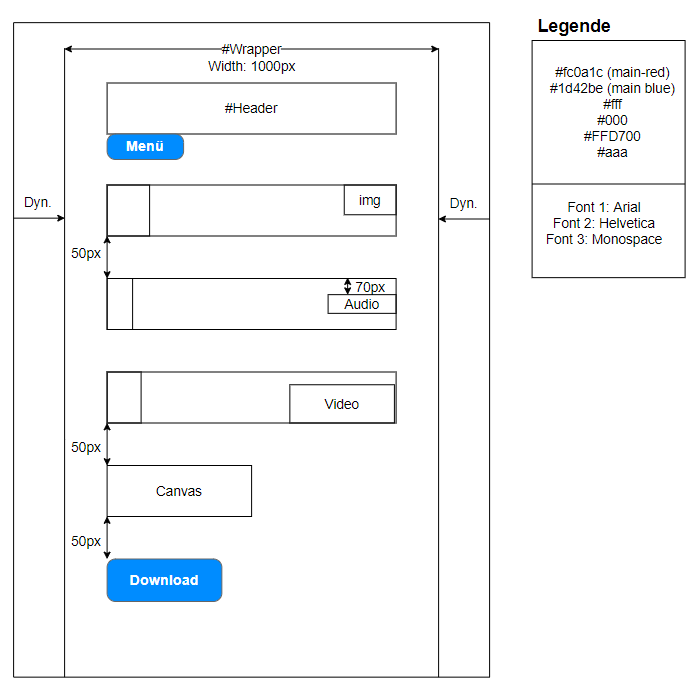 Legende
#Wrapper
Width: 1000px
#fc0a1c (main-red)
#1d42be (main blue)
#fff
#000
#FFD700
#aaa
#Header
Menü
Dyn.
img
Dyn.
Font 1: Arial
Font 2: Helvetica
Font 3: Monospace
50px
70px
Audio
Video
50px
Canvas
50px
Download